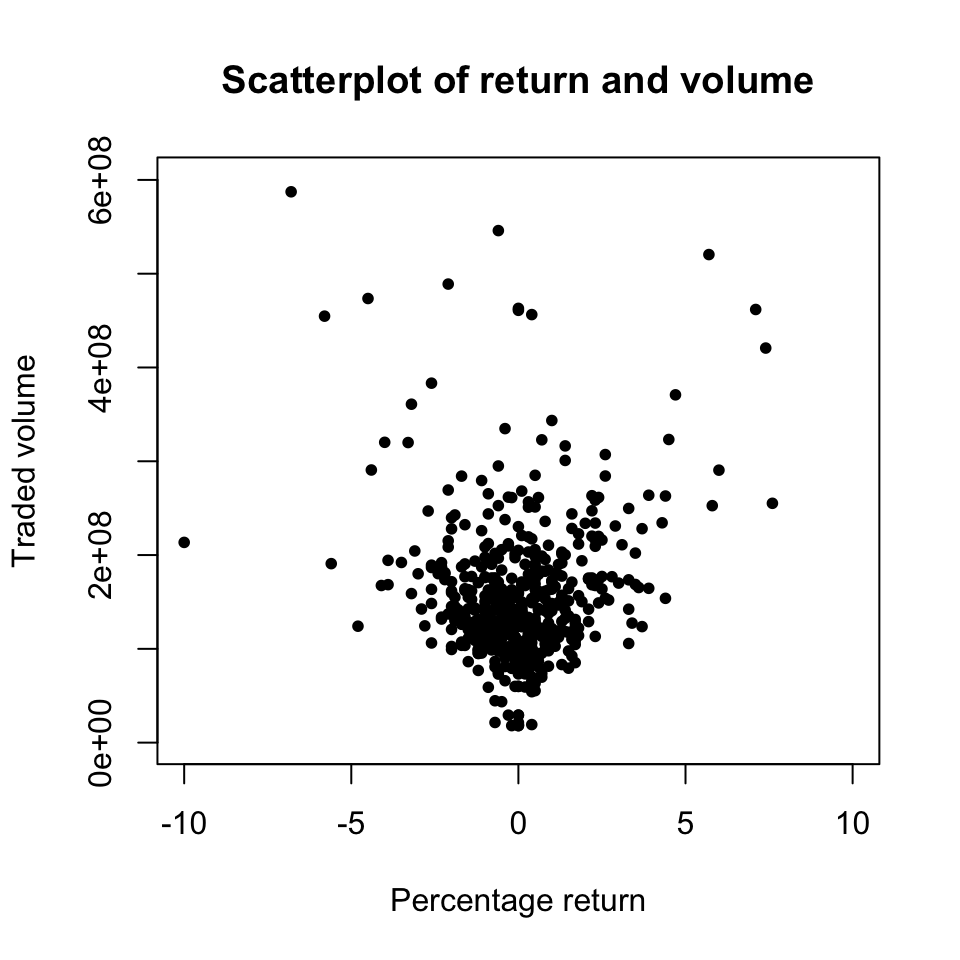 Scatterplot of return and volume
Traded volume
6e+08
4e+08
2e+08
0e+00
-10 -5 0 5 10
Percentage return